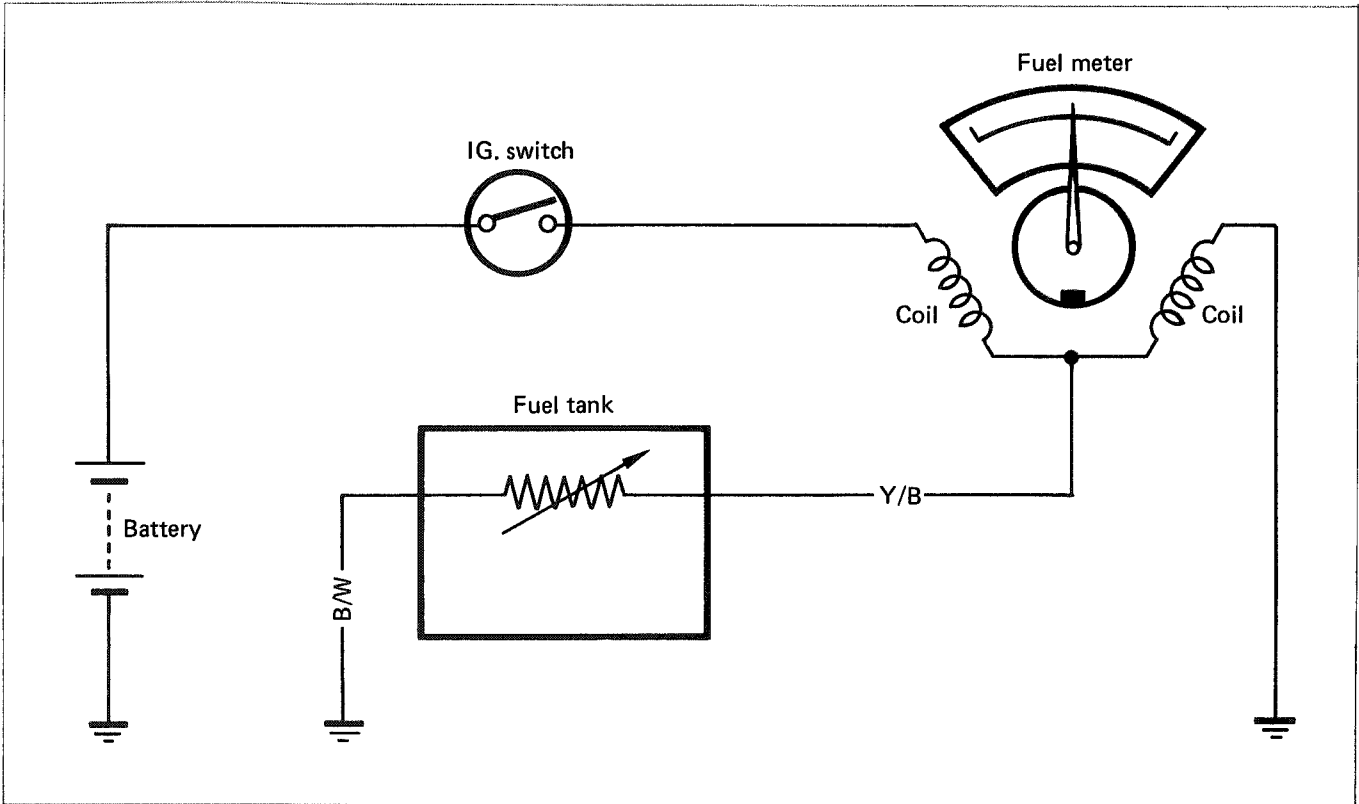 Fuel meter
IG. switch
Coil
Coil
Fuel tank
Y/B
Battery
B/W